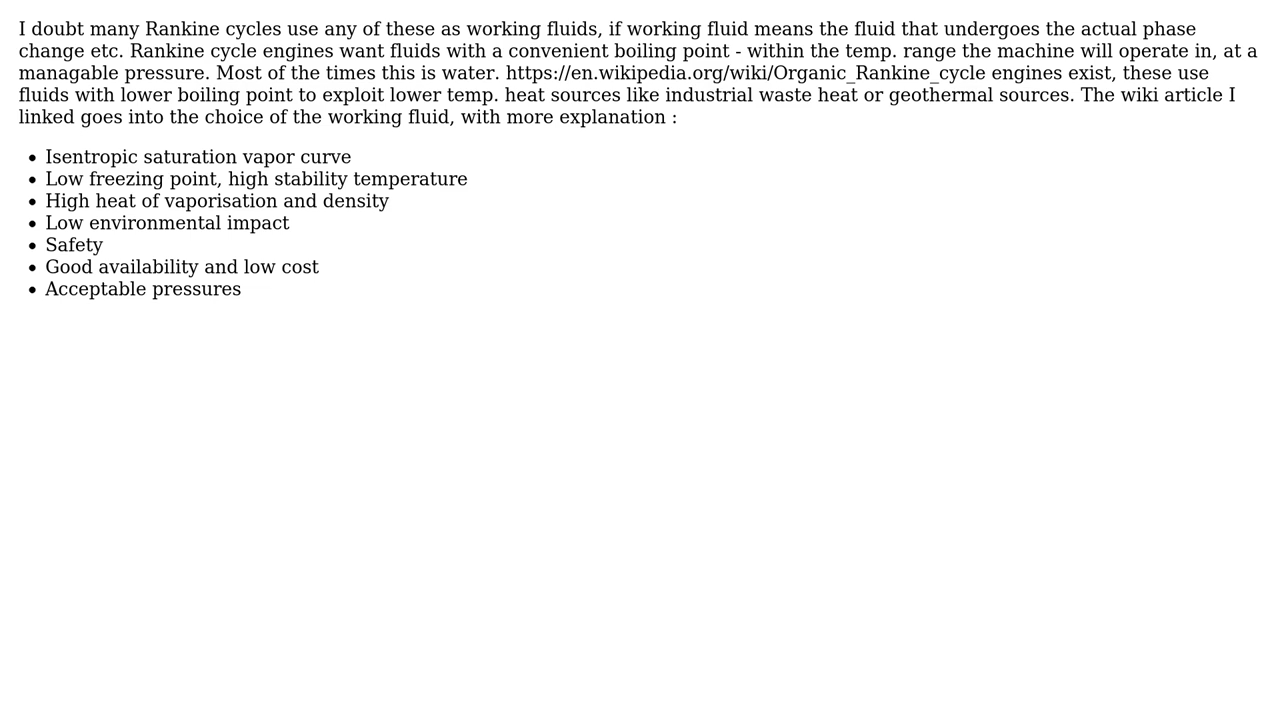 I doubt many Rankine cycles use any of these as working fluids, if working fluid means the fluid that undergoes the actual phase
change etc. Rankine cycle engines want fluids with a convenient boiling point - within the temp. range the machine will operate in, at a
managable pressure. Most of the times this is water. https://en.wikipedia.org/wiki/Organic_Rankine_cycle engines exist, these use
fluids with lower boiling point to exploit lower temp. heat sources like industrial waste heat or geothermal sources. The wiki article I
linked goes into the choice of the working fluid, with more explanation :
• Isentropic saturation vapor curve
• Low freezing point, high stability temperature
• High heat of vaporisation and density
• Low environmental impact
• Safety
• Good availability and low cost
• Acceptable pressures